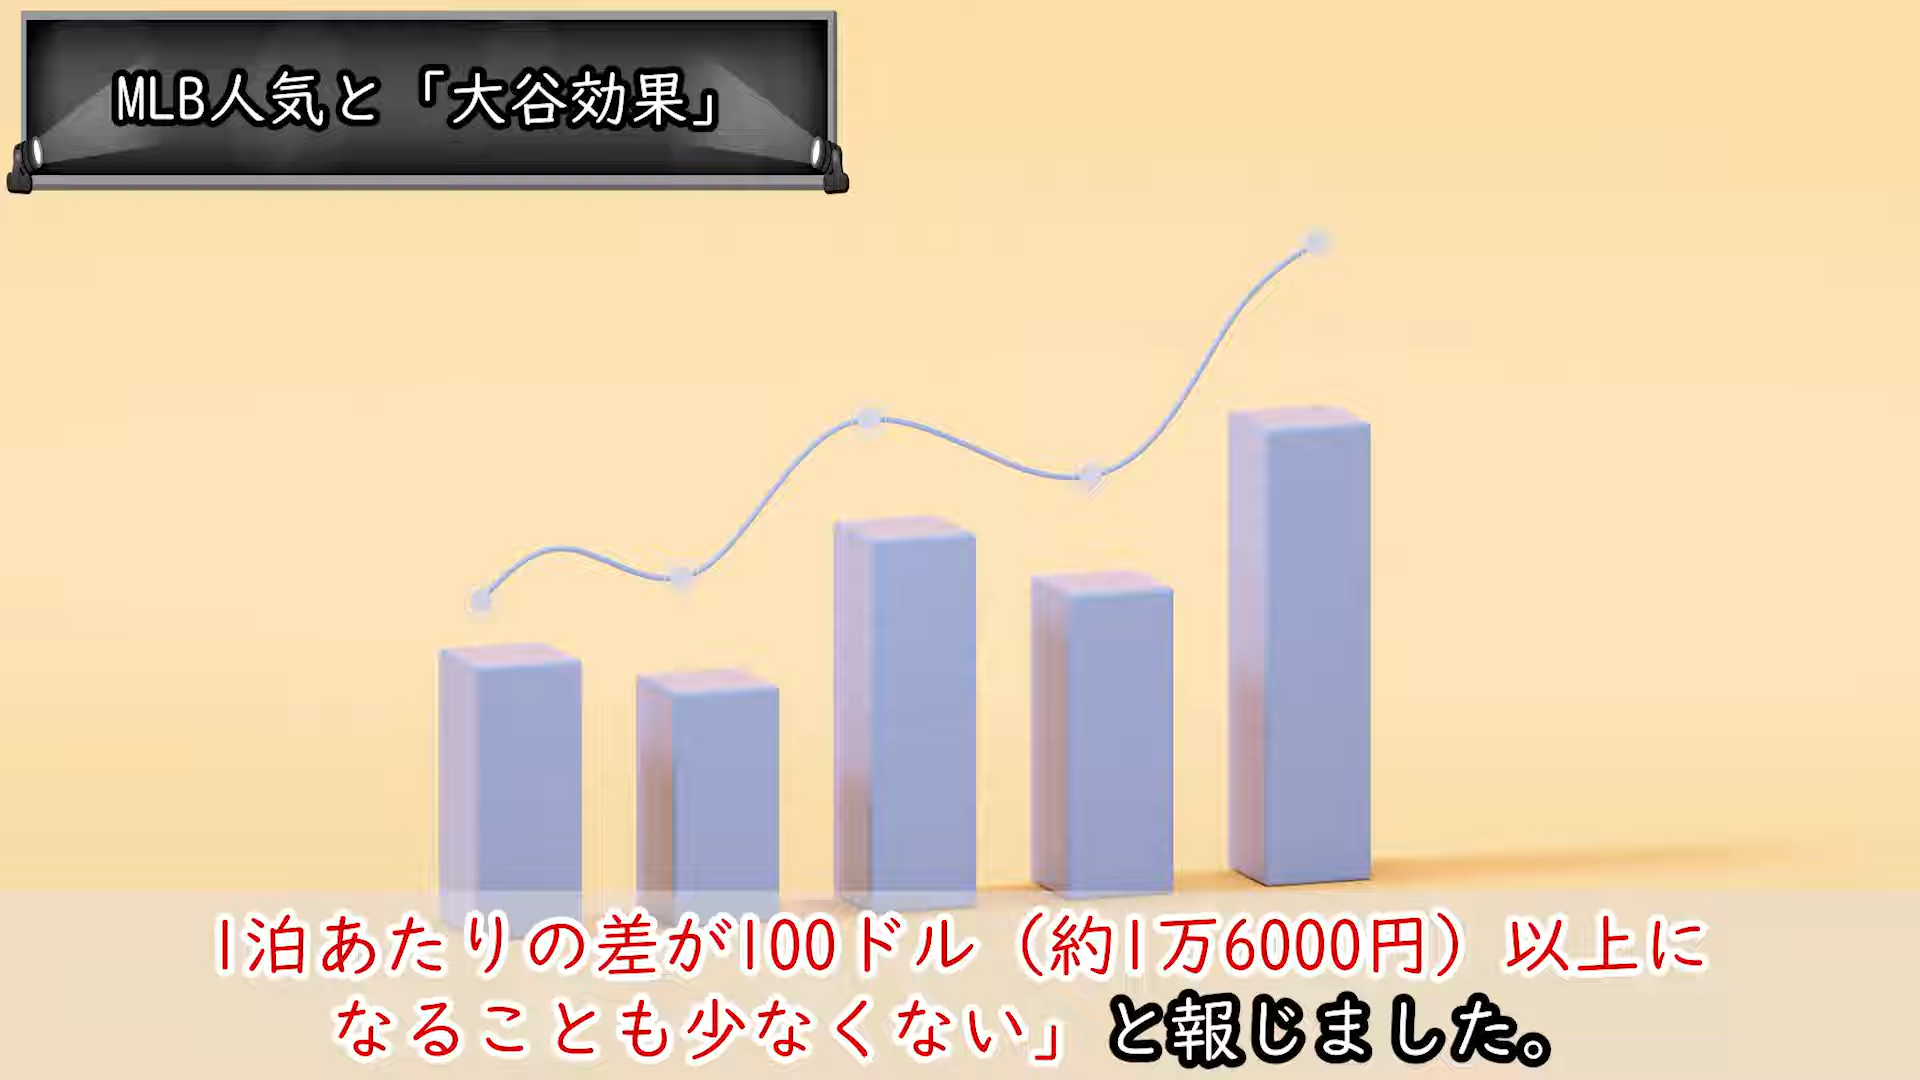 MLB人気と「大谷効果」
1泊あたりの差が100ドル（約1万6000円）以上に
なることも少なくない」と報じました。